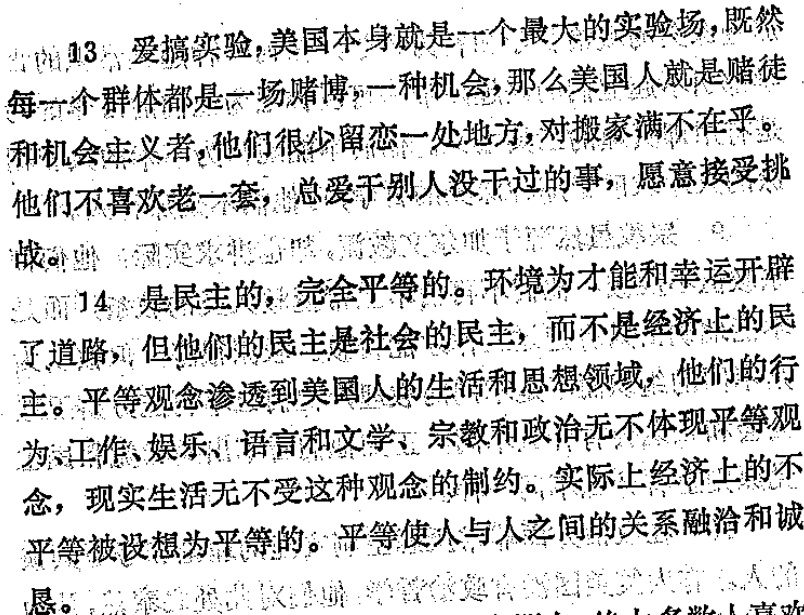 13 爱搞实验，美国本身就是一个最大的实验场，既然
每一个群体都是一场赌博，一种机会，那么美国人就是赌徒
和机会主义者，他们很少留恋一处地方，对搬家满不在乎。
他们不喜欢老一套，总爱干别人没干过的事，愿意接受挑
战。
14 是民主的，完全平等的。环境为才能和幸运开辟
了道路，但他们的民主是社会的民主，而不是经济上的民
主。平等观念渗透到美国人的生活和思想领域，他们的行
为、工作、娱乐、语言和文学、宗教和政治无不体现平等观
念，现实生活无不受这种观念的制约。实际上经济上的不
平等被设想为平等的。平等使人与人之间的关系融洽和诚
恳。